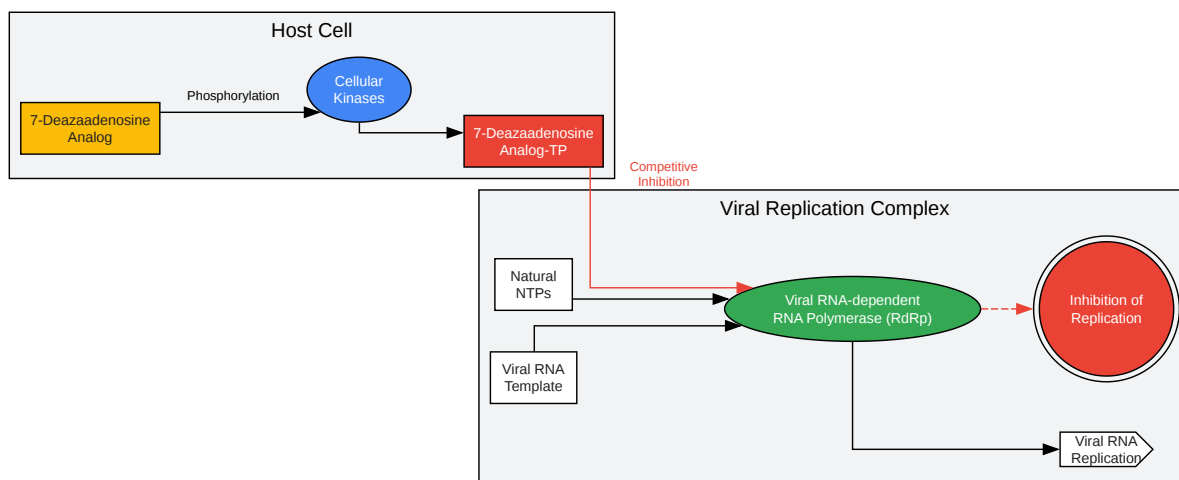 Host Cell
Cellular
Kinases
Phosphorylation
7-Deazaadenosine
Analog
7-Deazaadenosine
Analog-TP
Competitive
Inhibition
Viral Replication Complex
Natural
NTPs
Viral RNA-dependent
RNA Polymerase (RdRp)
Inhibition of
Replication
Viral RNA
Template
Viral RNA
Replication